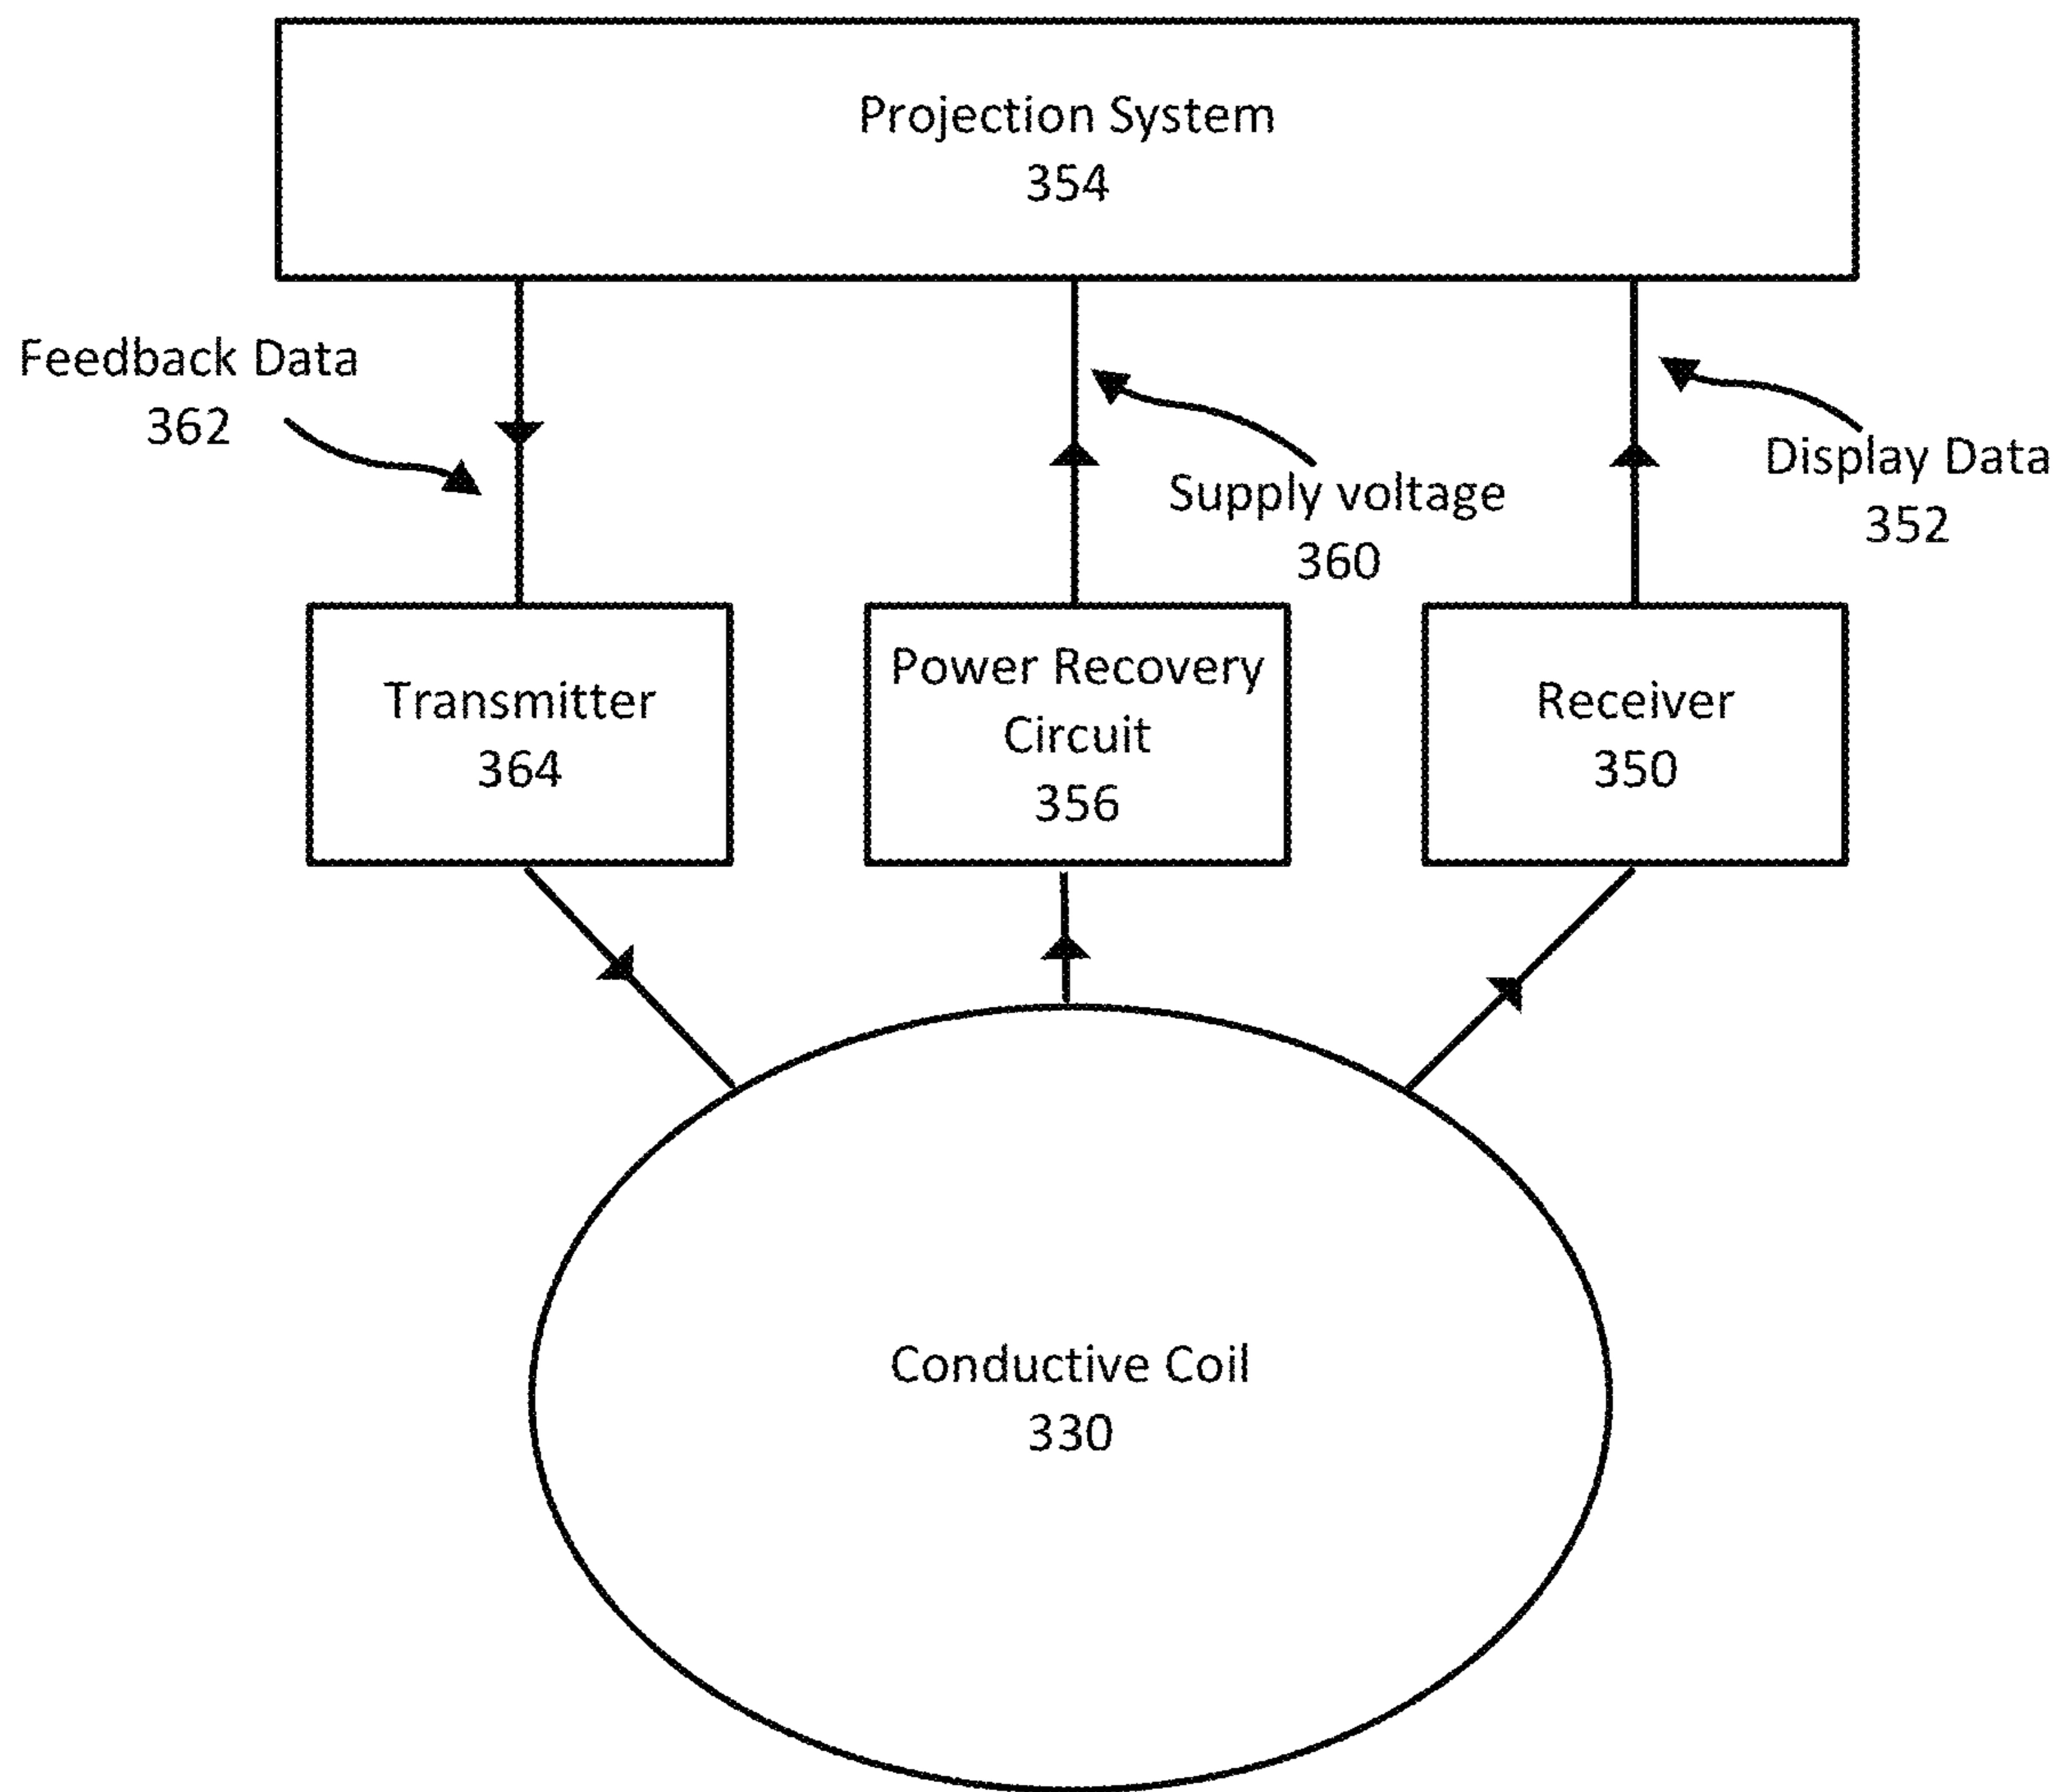 Projection System
354
Feedback Data
362
Supply voltage
360
Display Data
352
Transmitter
364
Power Recovery
Circuit
356
Receiver
350
Conductive Coil
330